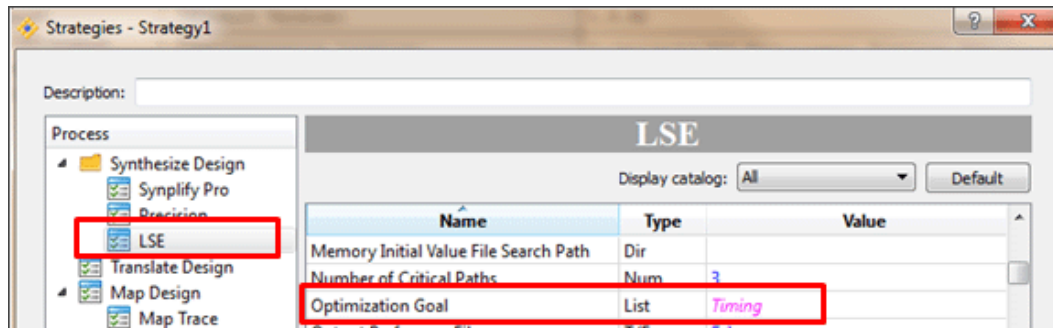 Strategies - Strategy1
Description:
Process
Synthesize Design
Synplify Pro
Precision
LSE
Translate Design
Map Design
Map Trace
LSE
Display catalog: All Default
Name Type Value
Memory Initial Value File Search Path Dir
Number of Critical Paths Num 3
Optimization Goal List Timing